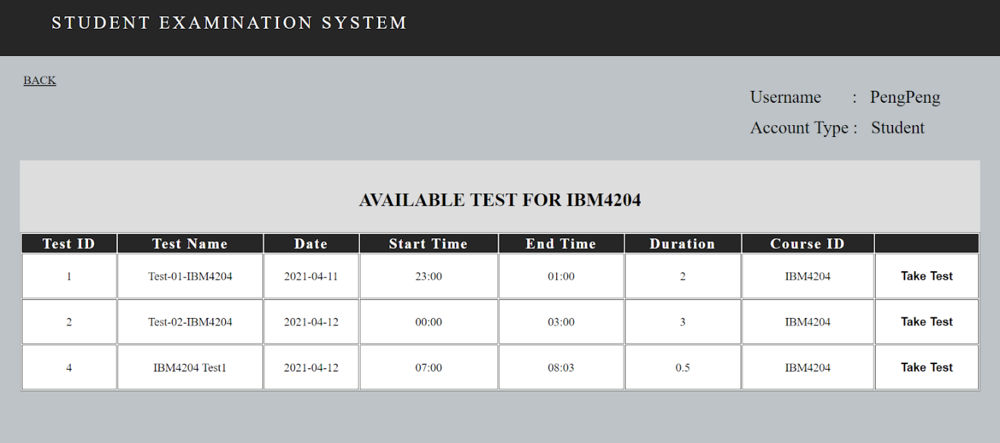 STUDENT EXAMINATION SYSTEM
BACK
Username : PengPeng
Account Type : Student
AVAILABLE TEST FOR IBM4204
Test ID Test Name Date Start Time End Time Duration Course ID
1 Test-01-IBM4204 2021-04-11 23:00 01:00 2 IBM4204 Take Test
2 Test-02-IBM4204 2021-04-12 00:00 03:00 3 IBM4204 Take Test
4 IBM4204 Test1 2021-04-12 07:00 08:03 0.5 IBM4204 Take Test